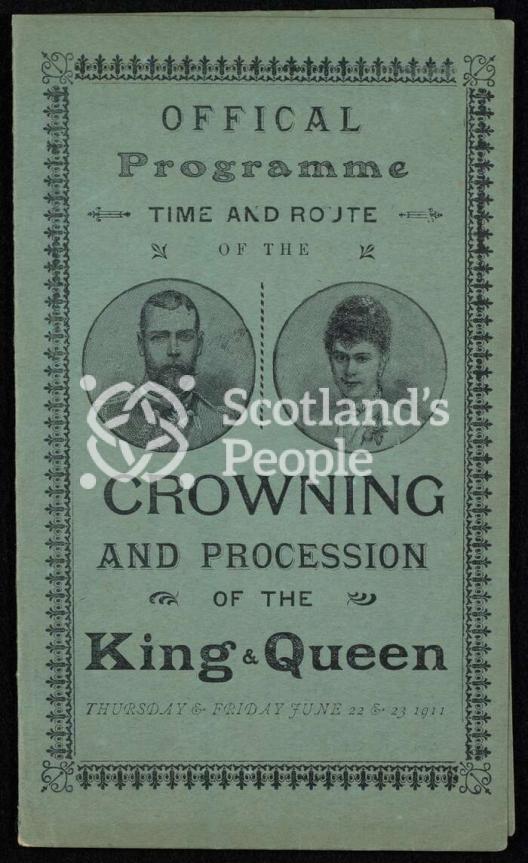 OFFICAL
Programme
TIME AND ROUTE
OF THE
Scotland's
People
CROWNING
AND PROCESSION
OF THE
King & Queen
THURSDAY & FRIDAY JUNE 22 & 23 1911